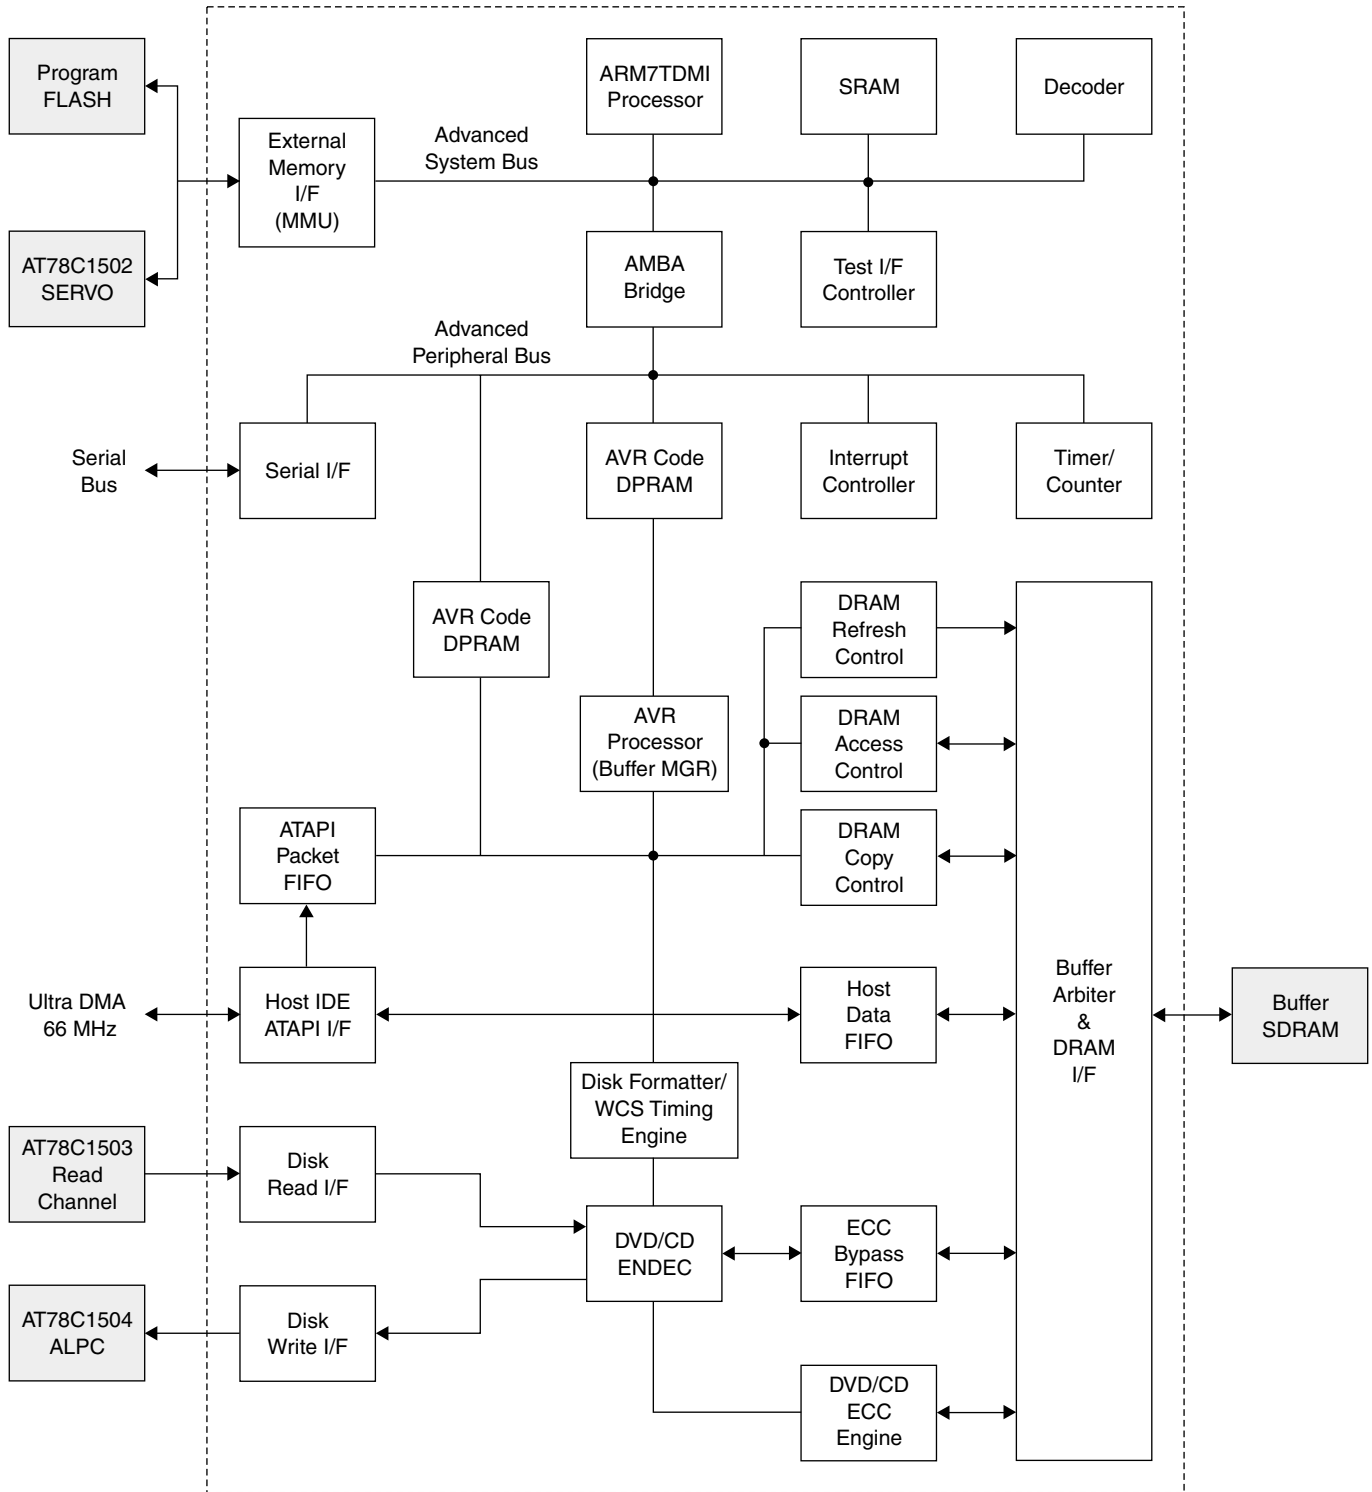 Program
FLASH
ARM7TDMI
Processor
SRAM
Decoder
External
Memory
I/F
(MMU)
Advanced
System Bus
AT78C1502
SERVO
AMBA
Bridge
Test I/F
Controller
Advanced
Peripheral Bus
Serial
Bus
Serial I/F
AVR Code
DPRAM
Interrupt
Controller
Timer/
Counter
AVR Code
DPRAM
DRAM
Refresh
Control
AVR
Processor
(Buffer MGR)
DRAM
Access
Control
ATAPI
Packet
FIFO
DRAM
Copy
Control
Ultra DMA
66 MHz
Host IDE
ATAPI I/F
Host
Data
FIFO
Buffer
Arbiter
&
DRAM
I/F
Buffer
SDRAM
Disk Formatter/
WCS Timing
Engine
AT78C1503
Read
Channel
Disk
Read I/F
DVD/CD
ENDEC
ECC
Bypass
FIFO
AT78C1504
ALPC
Disk
Write I/F
DVD/CD
ECC
Engine